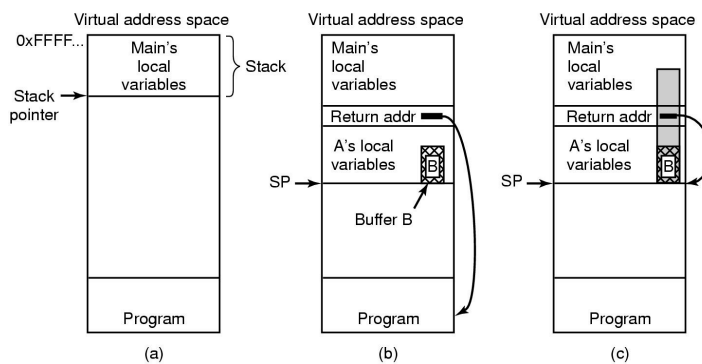 Virtual address space
0xFFFF...
Main's
local
variables
Stack
Stack
pointer
Program
(a)
Virtual address space
Main's
local
variables
Return addr
A's local
variables
B
SP
Buffer B
Program
(b)
Virtual address space
Main's
local
variables
Return addr
A's local
variables
B
SP
Program
(c)